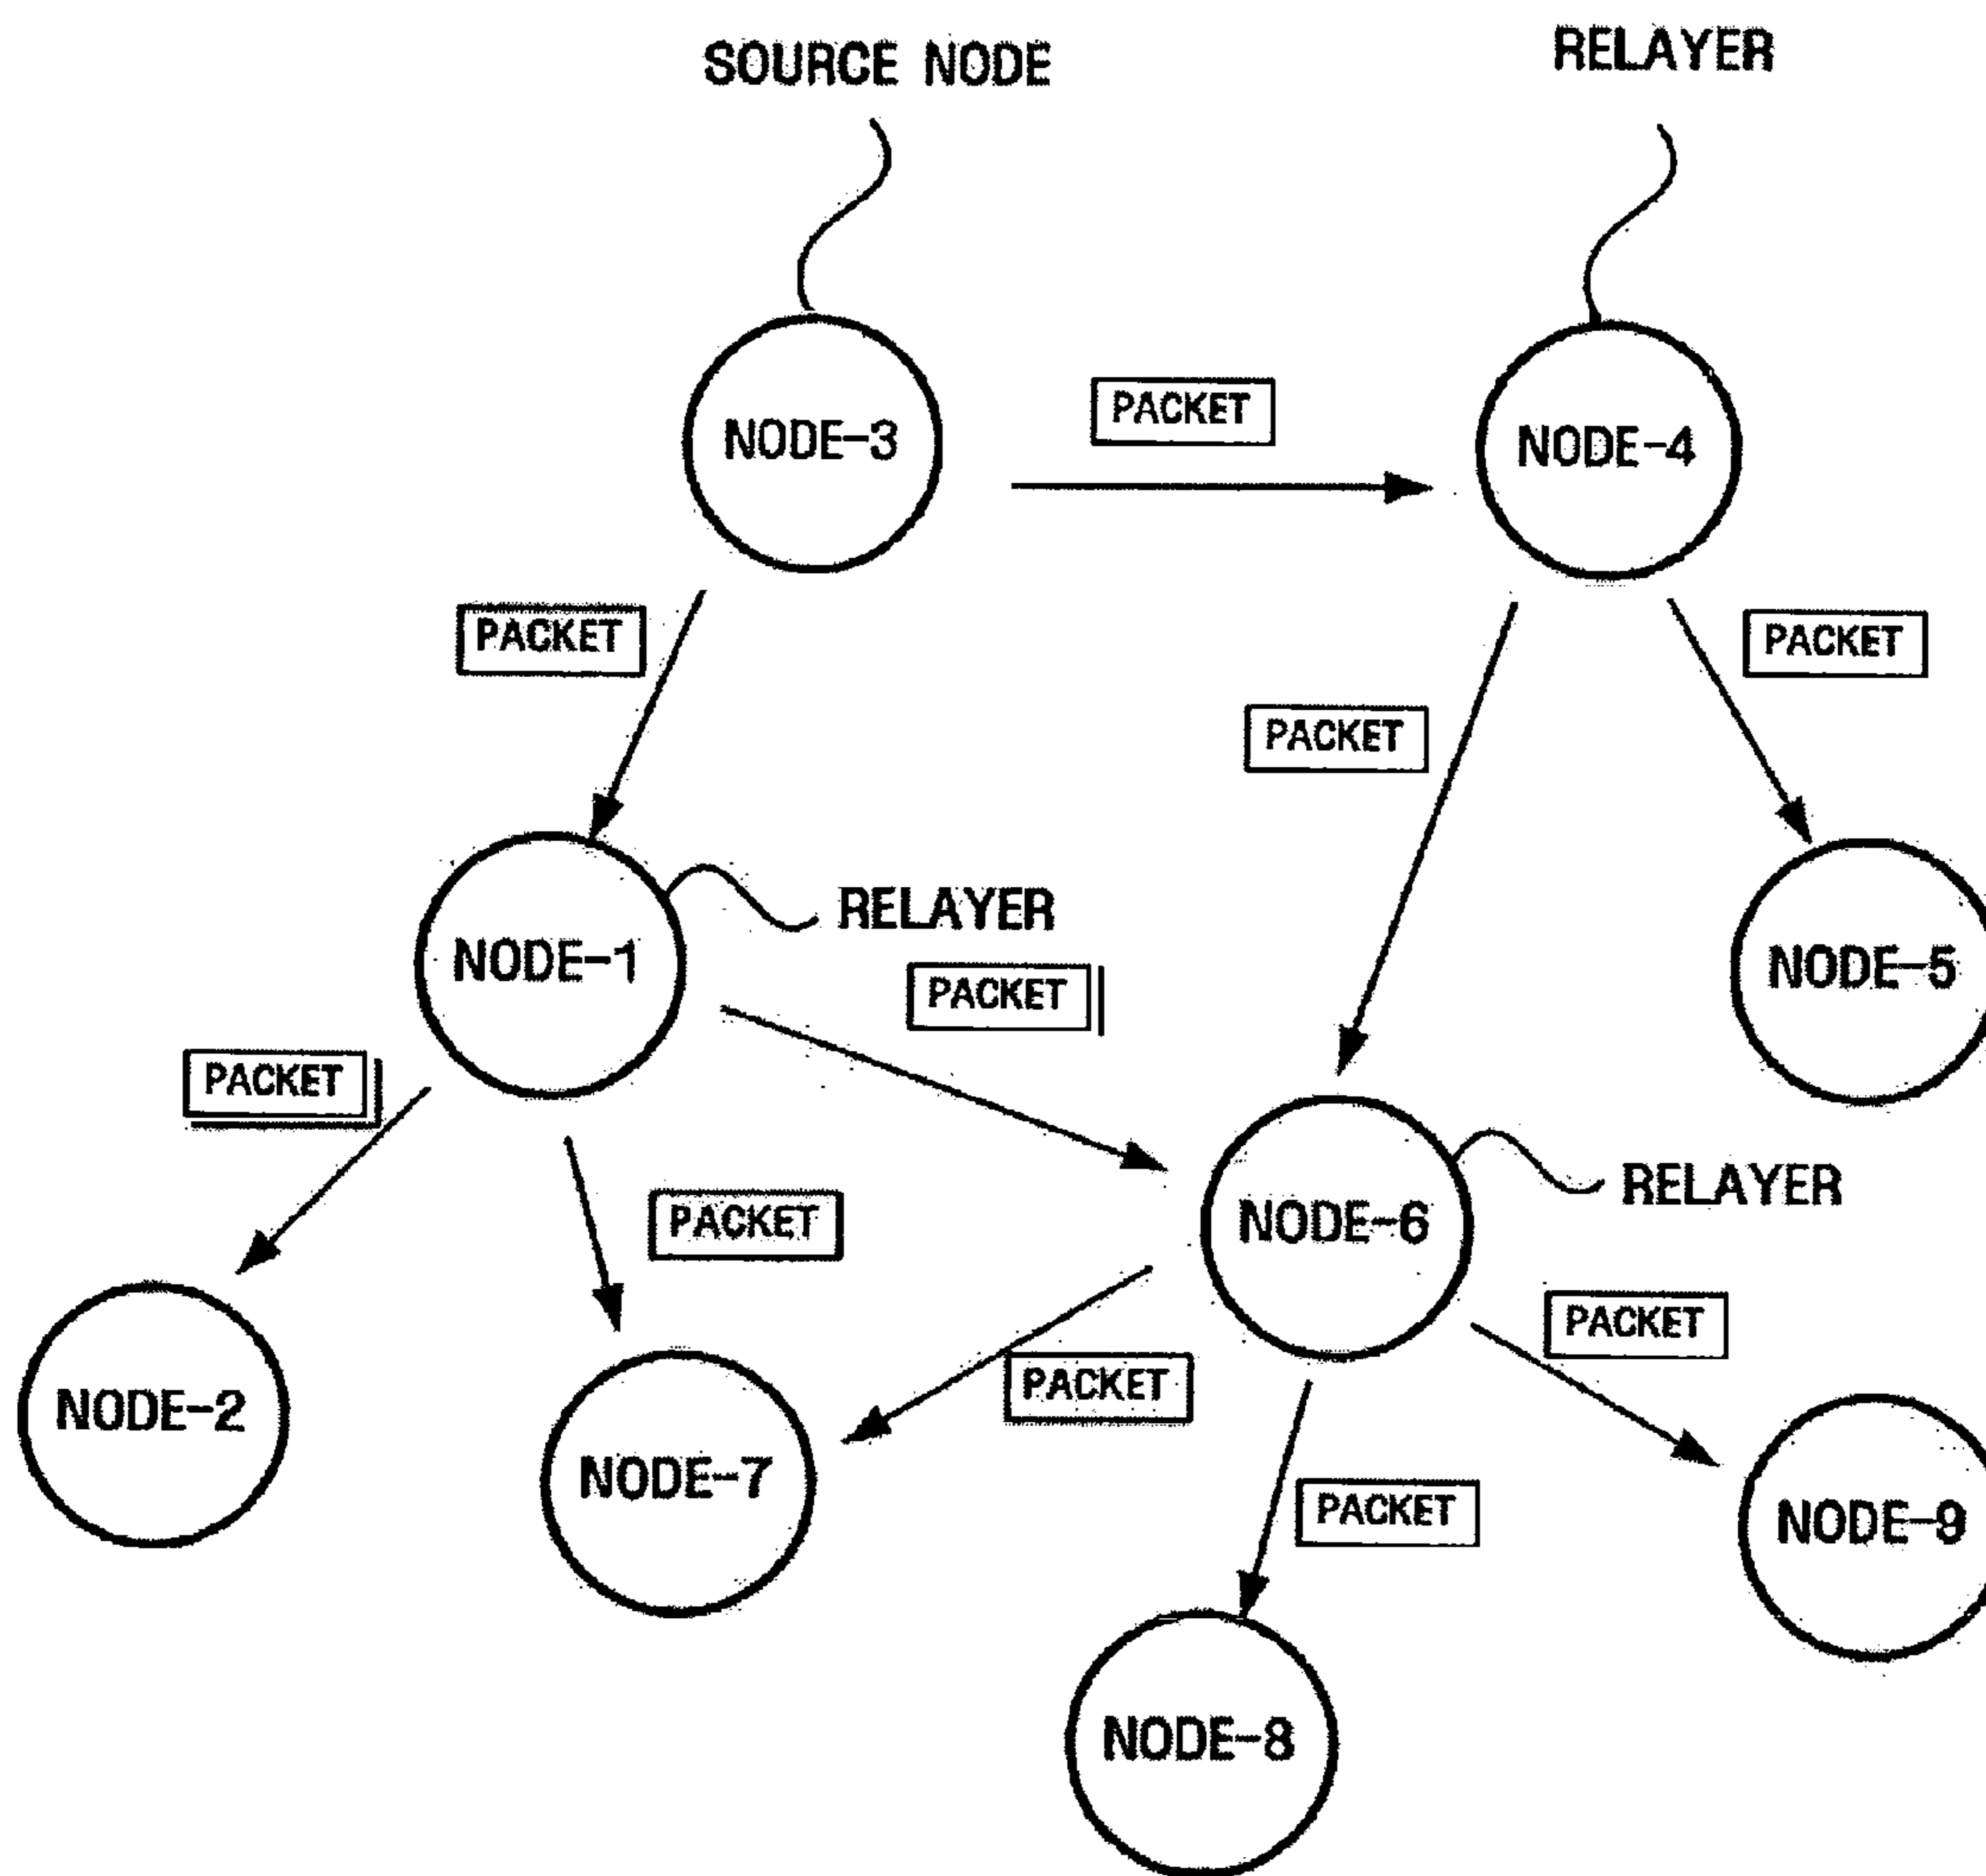 SOURCE NODE
RELAYER
NODE-3
PACKET
NODE-4
PACKET
PACKET
PACKET
NODE-1
RELAYER
PACKET
NODE-5
PACKET
PACKET
NODE-6
RELAYER
NODE-2
NODE-7
PACKET
PACKET
PACKET
NODE-9
NODE-8